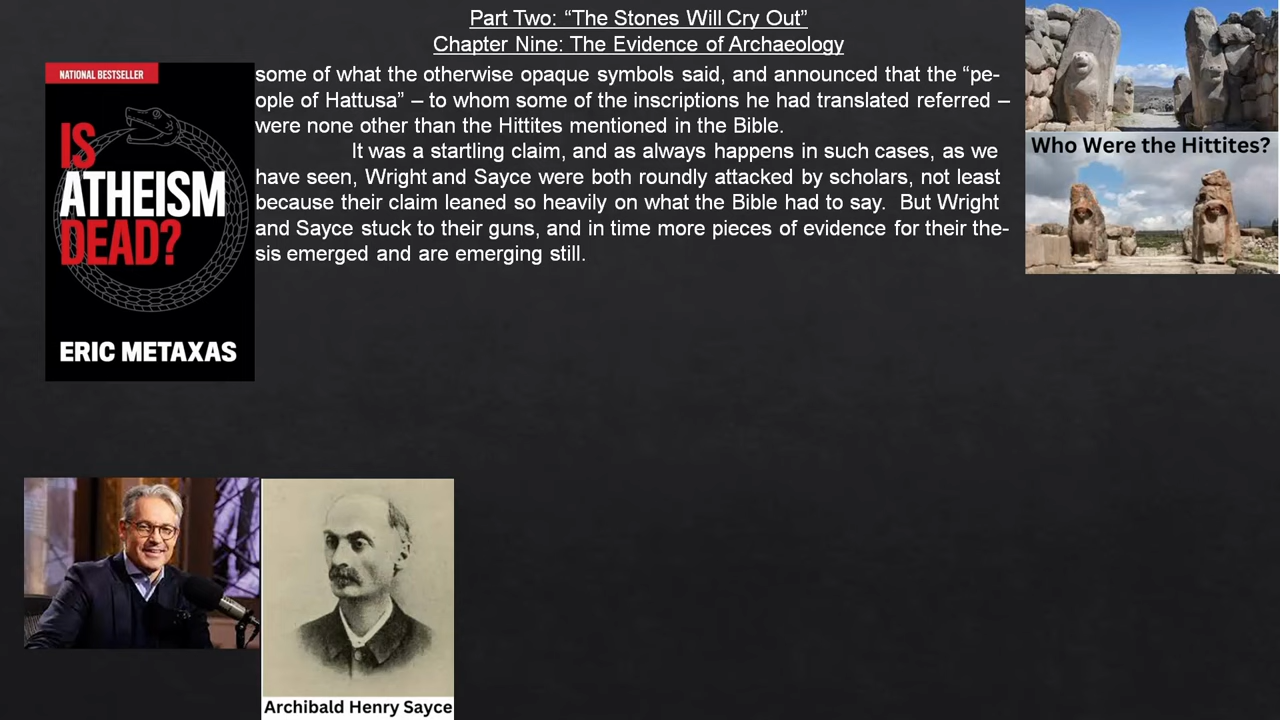 Part Two: “The Stones Will Cry Out”
Chapter Nine: The Evidence of Archaeology
some of what the otherwise opaque symbols said, and announced that the “pe-
ople of Hattusa” – to whom some of the inscriptions he had translated referred –
were none other than the Hittites mentioned in the Bible.
It was a startling claim, and as always happens in such cases, as we
have seen, Wright and Sayce were both roundly attacked by scholars, not least
because their claim leaned so heavily on what the Bible had to say.  But Wright
and Sayce stuck to their guns, and in time more pieces of evidence for their the-
sis emerged and are emerging still.
NATIONAL BESTSELLER
IS
ATHEISM
DEAD?
ERIC METAXAS
Who Were the Hittites?
Archibald Henry Sayce